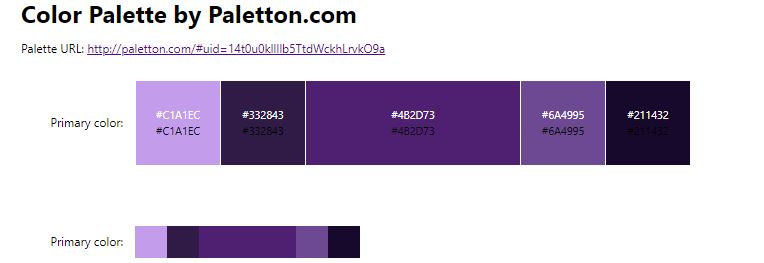 Color Palette by Paletton.com
Palette URL: http://paletton.com/#uid=14t0u0kllllb5TtdWckhLrvkO9a
Primary color:
#C1A1EC #332843 #4B2D73 #6A4995 #211432
#C1A1EC #332843 #4B2D73 #6A4995 #211432
Primary color: